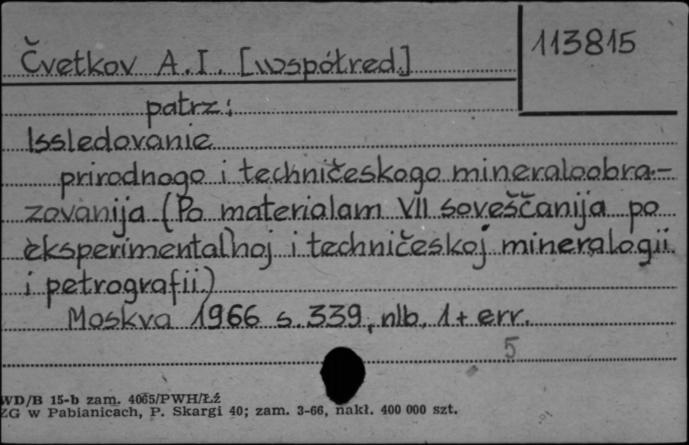 Čvetkov A.I. [współred.]
113815
patrz:
Issledovanie
prirodnogo i techničeskogo mineraloobra-
zovanija (Po materialam VII soveščanija po
eksperimentalnoj i techničeskoj mineralogii
i petrografii)
Moskva 1966 s. 339, nlb. 1 + err.
5
WD/B 15-b zam. 4065/PWH/Łź
ZG w Pabianicach, P. Skargi 40; zam. 3-66, nakł. 400 000 szt.